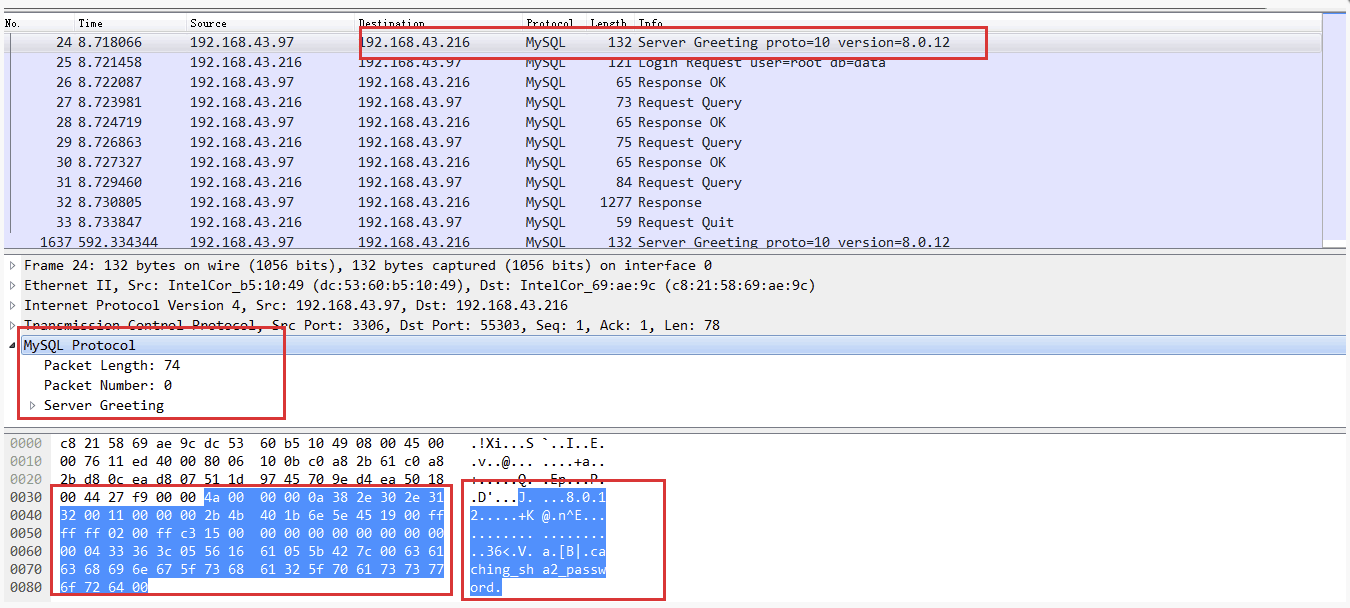 No. Time Source Destination Protocol Length Info
24 8.718066 192.168.43.97 192.168.43.216 MySQL 132 Server Greeting proto=10 version=8.0.12
25 8.721458 192.168.43.216 192.168.43.97 MySQL 121 Login Request user=root db=data
26 8.722087 192.168.43.97 192.168.43.216 MySQL 65 Response OK
27 8.723981 192.168.43.216 192.168.43.97 MySQL 73 Request Query
28 8.724719 192.168.43.97 192.168.43.216 MySQL 65 Response OK
29 8.726863 192.168.43.216 192.168.43.97 MySQL 75 Request Query
30 8.727327 192.168.43.97 192.168.43.216 MySQL 65 Response OK
31 8.729460 192.168.43.216 192.168.43.97 MySQL 84 Request Query
32 8.730805 192.168.43.97 192.168.43.216 MySQL 1277 Response
33 8.733847 192.168.43.216 192.168.43.97 MySQL 59 Request Quit
1637 592.334344 192.168.43.97 192.168.43.216 MySQL 132 Server Greeting proto=10 version=8.0.12
Frame 24: 132 bytes on wire (1056 bits), 132 bytes captured (1056 bits) on interface 0
Ethernet II, Src: IntelCor_b5:10:49 (dc:53:60:b5:10:49), Dst: IntelCor_69:ae:9c (c8:21:58:69:ae:9c)
Internet Protocol Version 4, Src: 192.168.43.97, Dst: 192.168.43.216
Transmission Control Protocol, Src Port: 3306, Dst Port: 55303, Seq: 1, Ack: 1, Len: 78
MySQL Protocol
Packet Length: 74
Packet Number: 0
Server Greeting
0000 c8 21 58 69 ae 9c dc 53 60 b5 10 49 08 00 45 00 .!Xi...S `..I..E.
0010 00 76 11 ed 40 00 80 06 10 0b c0 a8 2b 61 c0 a8 .v..@... ....+a..
0020 2b d8 0c ea d8 07 51 1d 97 45 70 9e d4 ea 50 18 +.....Q. .Ep...P.
0030 00 44 27 f9 00 00 4a 00 00 00 0a 38 2e 30 2e 31 .D'...J. ...8.0.1
0040 32 00 11 00 00 00 2b 4b 40 1b 6e 5e 45 19 00 ff 2.....+K @.n^E...
0050 ff ff 02 00 ff c3 15 00 00 00 00 00 00 00 00 00 ........ ........
0060 00 04 33 36 3c 05 56 16 61 05 5b 42 7c 00 63 61 ..36<.V. a.[B|.ca
0070 63 68 69 6e 67 5f 73 68 61 32 5f 70 61 73 73 77 ching_sh a2_passw
0080 6f 72 64 00 ord.